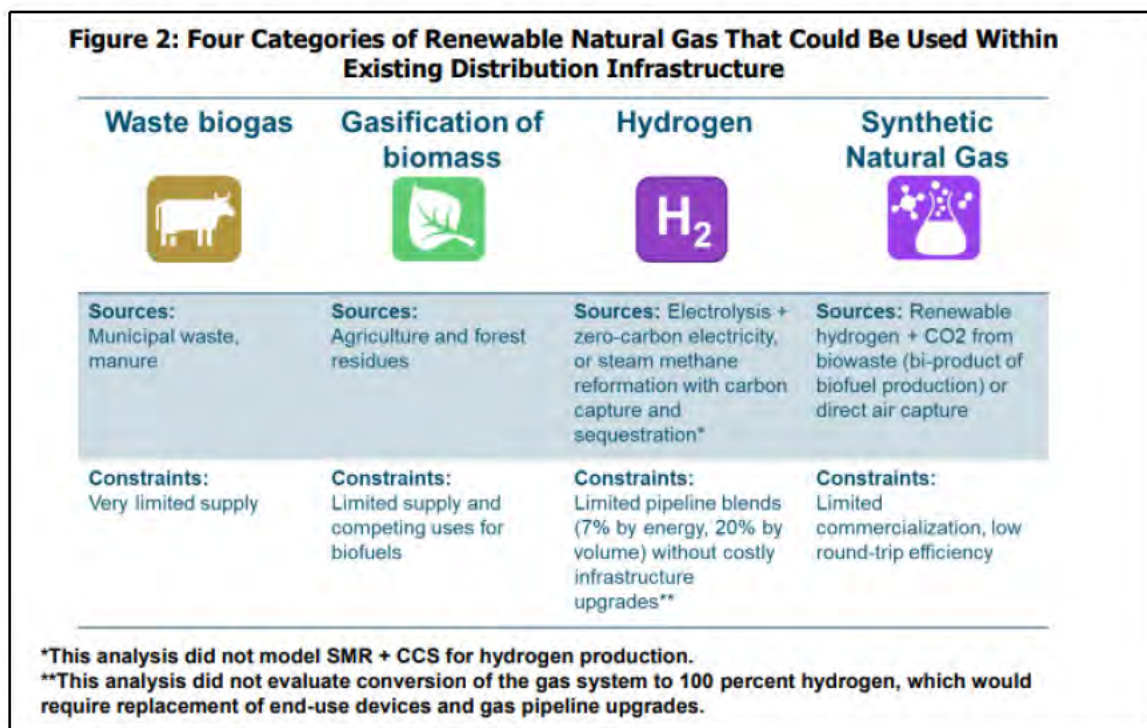 Figure 2: Four Categories of Renewable Natural Gas That Could Be Used Within
Existing Distribution Infrastructure
Waste biogas
Gasification of
biomass
Hydrogen
Synthetic
Natural Gas
H2
Sources:
Municipal waste,
manure
Sources:
Agriculture and forest
residues
Sources: Electrolysis +
zero-carbon electricity,
or steam methane
reformation with carbon
capture and
sequestration*
Sources: Renewable
hydrogen + CO2 from
biowaste (bi-product of
biofuel production) or
direct air capture
Constraints:
Very limited supply
Constraints:
Limited supply and
competing uses for
biofuels
Constraints:
Limited pipeline blends
(7% by energy, 20% by
volume) without costly
infrastructure
upgrades**
Constraints:
Limited
commercialization, low
round-trip efficiency
*This analysis did not model SMR + CCS for hydrogen production.
**This analysis did not evaluate conversion of the gas system to 100 percent hydrogen, which would
require replacement of end-use devices and gas pipeline upgrades.